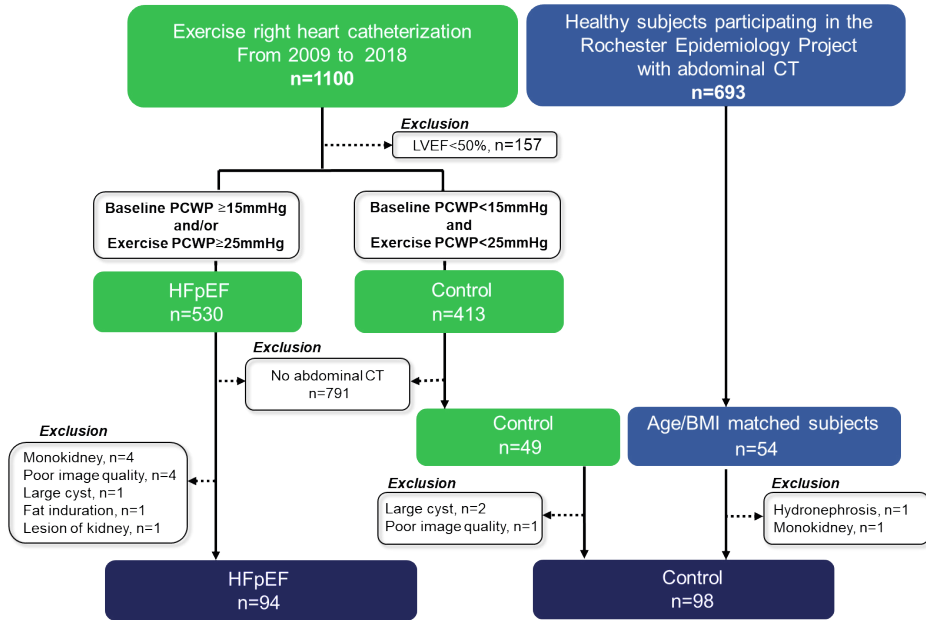 Exercise right heart catheterization
From 2009 to 2018
n=1100
Healthy subjects participating in the
Rochester Epidemiology Project
with abdominal CT
n=693
Exclusion
LVEF<50%, n=157
Baseline PCWP ≥15mmHg
and/or
Exercise PCWP≥25mmHg
Baseline PCWP<15mmHg
and
Exercise PCWP<25mmHg
HFpEF
n=530
Control
n=413
Exclusion
No abdominal CT
n=791
Control
n=49
Age/BMI matched subjects
n=54
Exclusion
Monokidney, n=4
Poor image quality, n=4
Large cyst, n=1
Fat induration, n=1
Lesion of kidney, n=1
Exclusion
Large cyst, n=2
Poor image quality, n=1
Exclusion
Hydronephrosis, n=1
Monokidney, n=1
HFpEF
n=94
Control
n=98